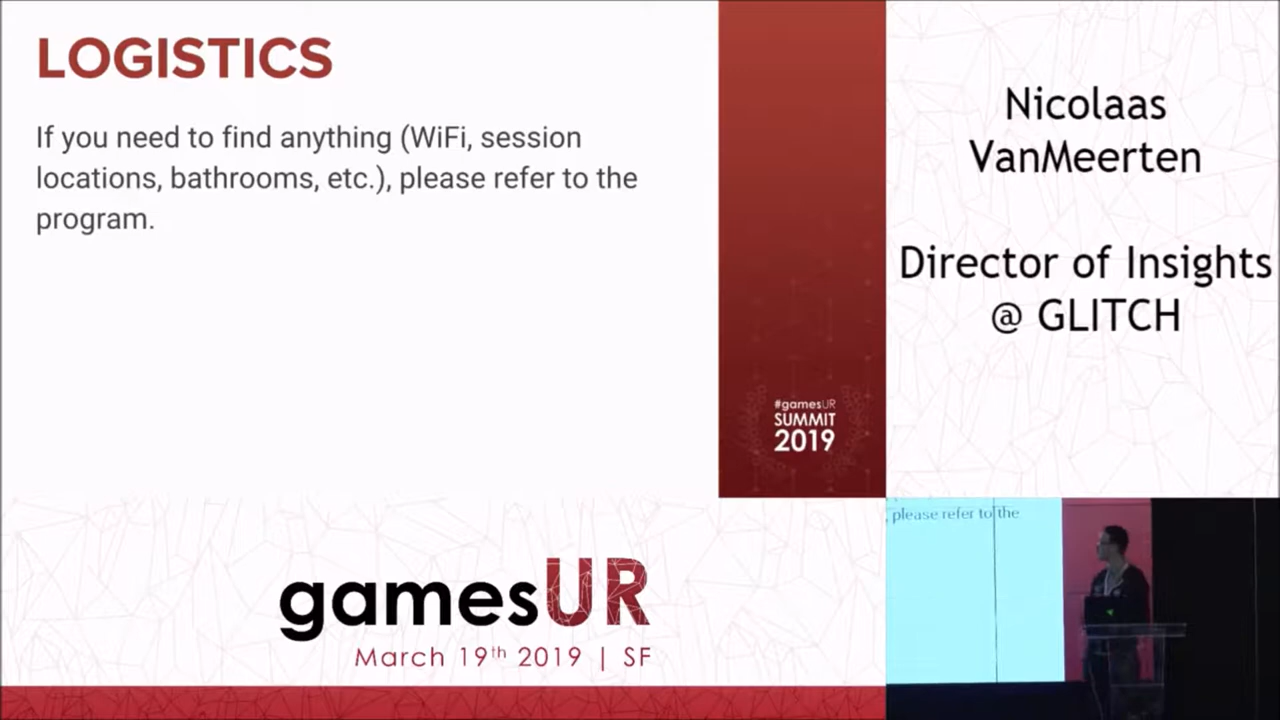 LOGISTICS
If you need to find anything (WiFi, session
locations, bathrooms, etc.), please refer to the
program.
#gamesUR
SUMMIT
2019
Nicolaas
VanMeerten
Director of Insights
@ GLITCH
gamesUR
March 19th 2019 | SF
, please refer to the